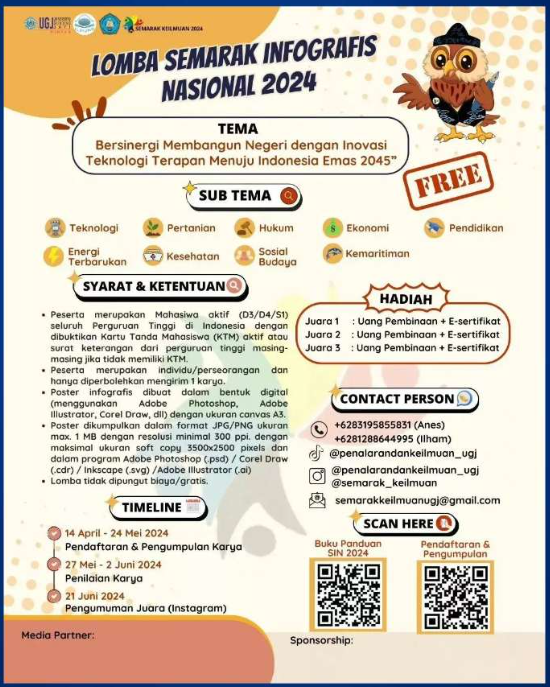 UGJ
SEMARAK KEILMUAN 2024
LOMBA SEMARAK INFOGRAFIS
NASIONAL 2024
TEMA
Bersinergi Membangun Negeri dengan Inovasi
Teknologi Terapan Menuju Indonesia Emas 2045”
FREE
SUB TEMA
Teknologi
Pertanian
Hukum
Ekonomi
Pendidikan
Energi
Terbarukan
Kesehatan
Sosial
Budaya
Kemaritiman
SYARAT & KETENTUAN
Peserta merupakan Mahasiwa aktif (D3/D4/S1)
seluruh Perguruan Tinggi di Indonesia dengan
dibuktikan Kartu Tanda Mahasiswa (KTM) aktif atau
surat keterangan dari perguruan tinggi masing-
masing jika tidak memiliki KTM.
Peserta merupakan individu/perseorangan dan
hanya diperbolehkan mengirim 1 karya.
Poster infografis dibuat dalam bentuk digital
(menggunakan Adobe Photoshop, Adobe
Illustrator, Corel Draw, dll) dengan ukuran canvas A3.
Poster dikumpulkan dalam format JPG/PNG ukuran
max. 1 MB dengan resolusi minimal 300 ppi. dengan
maksimal ukuran soft copy 3500x2500 pixels dan
dalam program Adobe Photoshop (.psd) / Corel Draw
(.cdr) / Inkscape (.svg) /Adobe Illustrator (.ai)
Lomba tidak dipungut biaya/gratis.
HADIAH
Juara 1 : Uang Pembinaan + E-sertifikat
Juara 2 : Uang Pembinaan + E-sertifikat
Juara 3 : Uang Pembinaan + E-sertifikat
CONTACT PERSON
+6283195855831 (Anes)
+6281288644995 (Ilham)
@penalarandankeilmuan_ugj
@penalarandankeilmuan_ugj
@semarak_keilmuan
semarakkeilmuanugj@gmail.com
TIMELINE
14 April - 24 Mei 2024
Pendaftaran & Pengumpulan Karya
27 Mei - 2 Juni 2024
Penilaian Karya
21 Juni 2024
Pengumuman Juara (Instagram)
SCAN HERE
Buku Panduan
SIN 2024
Pendaftaran &
Pengumpulan
Media Partner:
Sponsorship: